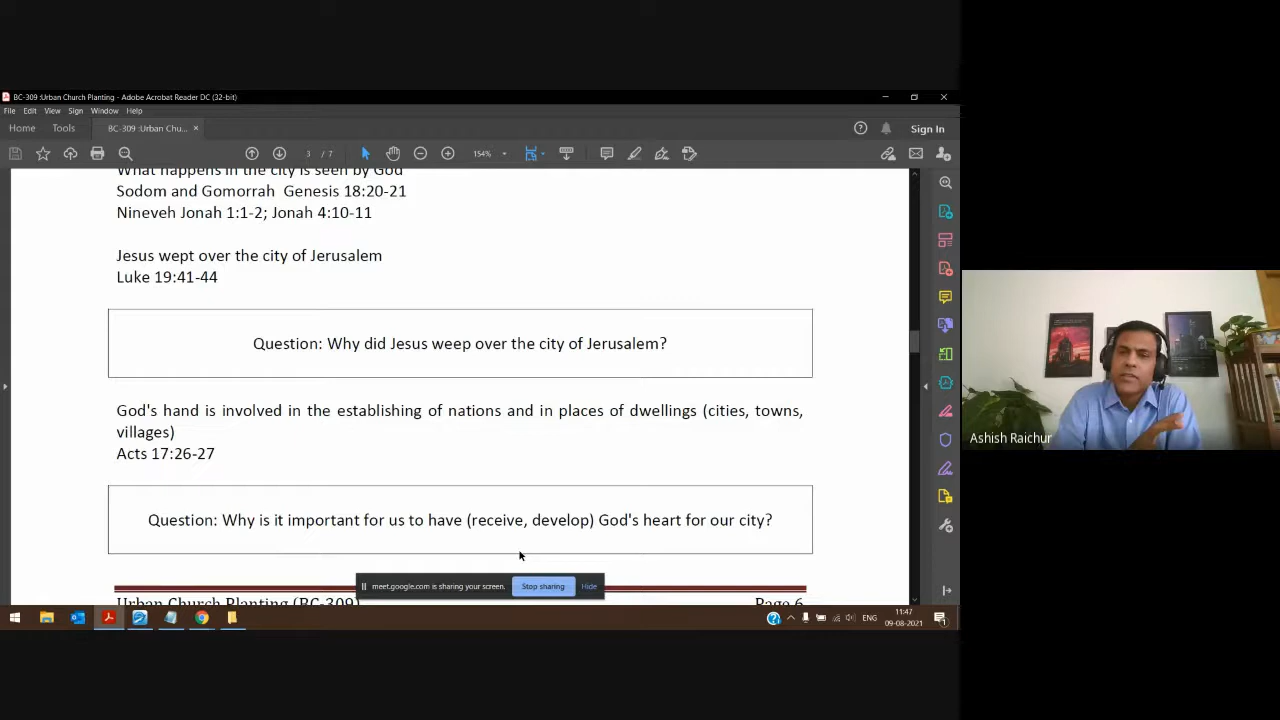 BC-309 :Urban Church Planting - Adobe Acrobat Reader DC (32-bit)
File Edit View Sign Window Help
Home Tools BC-309 :Urban Chu... × Sign In
3 / 7 154%
What happens in the city is seen by God
Sodom and Gomorrah Genesis 18:20-21
Nineveh Jonah 1:1-2; Jonah 4:10-11
Jesus wept over the city of Jerusalem
Luke 19:41-44
Question: Why did Jesus weep over the city of Jerusalem?
God's hand is involved in the establishing of nations and in places of dwellings (cities, towns,
villages)
Acts 17:26-27
Question: Why is it important for us to have (receive, develop) God's heart for our city?
meet.google.com is sharing your screen. Stop sharing Hide
Urban Church Planting (BC-309) Page 6
Ashish Raichur
ENG 11:47
09-08-2021